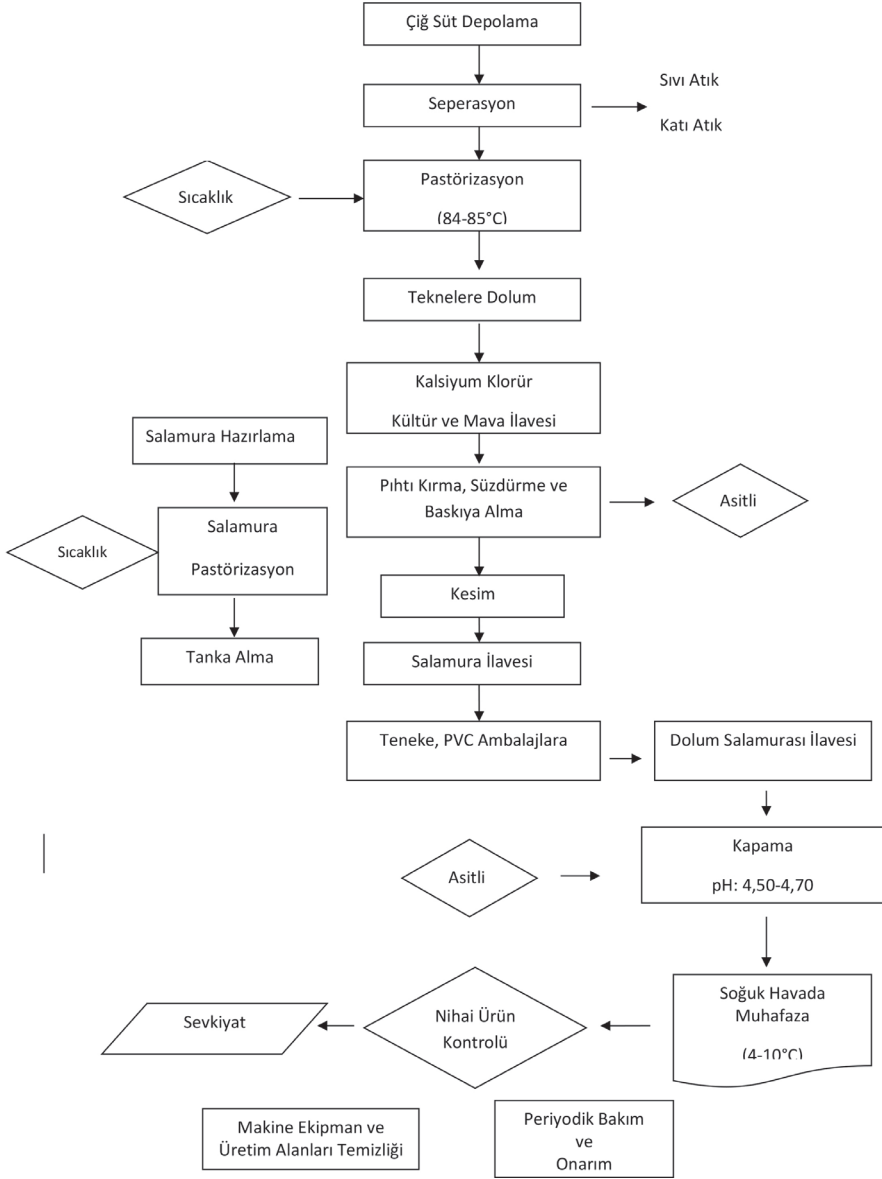 Çiğ Süt Depolama
Seperasyon
Sıvı Atık
Katı Atık
Sıcaklık
Pastörizasyon
(84-85°C)
Teknelere Dolum
Kalsiyum Klorür
Kültür ve Mava İlavesi
Salamura Hazırlama
Pıhtı Kırma, Süzdürme ve
Baskıya Alma
Asitli
Sıcaklık
Salamura
Pastörizasyon
Kesim
Tanka Alma
Salamura İlavesi
Teneke, PVC Ambalajlara
Dolum Salamurası İlavesi
Asitli
Kapama
pH: 4,50-4,70
Sevkiyat
Nihai Ürün
Kontrolü
Soğuk Havada
Muhafaza
(4-10°C)
Makine Ekipman ve
Üretim Alanları Temizliği
Periyodik Bakım
ve
Onarım